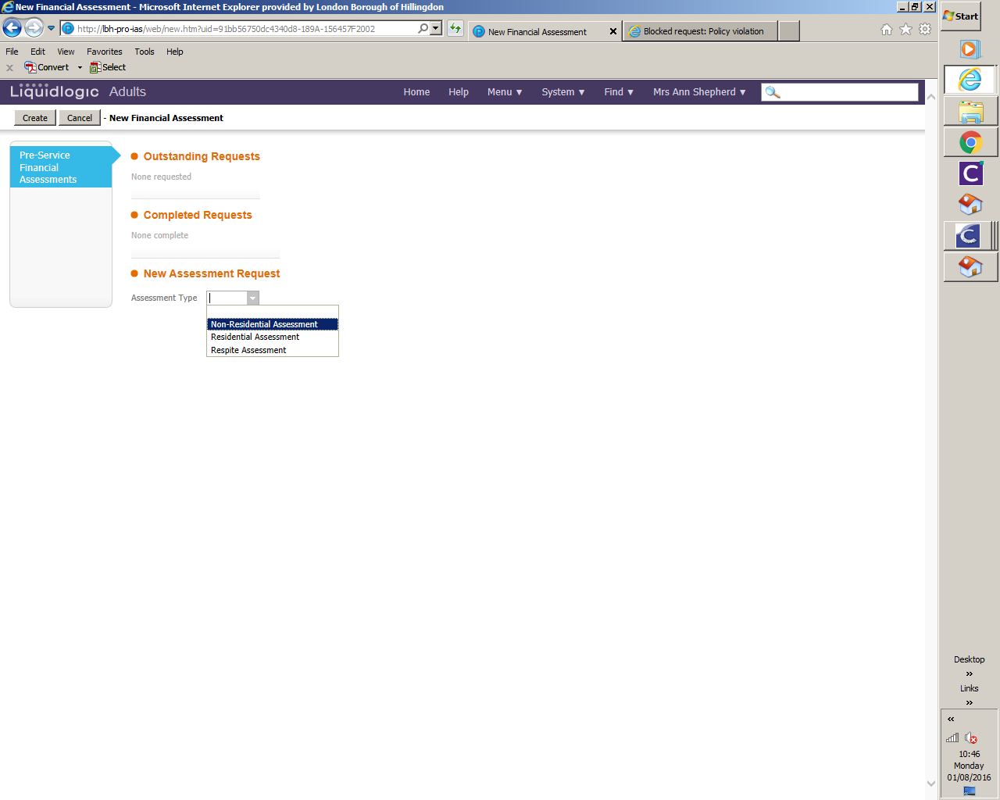 New Financial Assessment - Microsoft Internet Explorer provided by London Borough of Hillingdon
http://lbh-pro-ias/web/new.htm?uid=91bb56750dc4340d8-189A-156457F2002
New Financial Assessment
Blocked request: Policy violation
File Edit View Favorites Tools Help
x Convert Select
Liquidlogic Adults
Home Help Menu ▼ System ▼ Find ▼ Mrs Ann Shepherd ▼
Create Cancel - New Financial Assessment
Pre-Service
Financial
Assessments
Outstanding Requests
None requested
Completed Requests
None complete
New Assessment Request
Assessment Type
Non-Residential Assessment
Residential Assessment
Respite Assessment
Start
Desktop
»
Links
»
«
10:46
Monday
01/08/2016